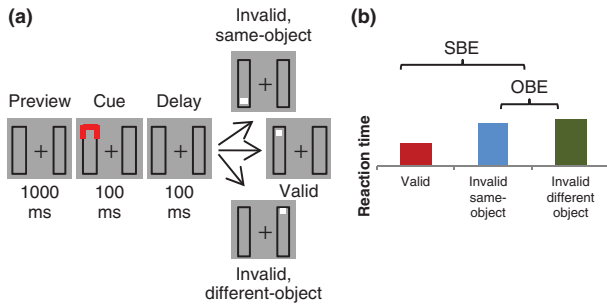 (a)
Invalid,
same-object
Preview Cue Delay
1000
ms
100
ms
100
ms
Valid
Invalid,
different-object
(b)
SBE
OBE
Reaction time
Valid
Invalid
same-
object
Invalid
different
object